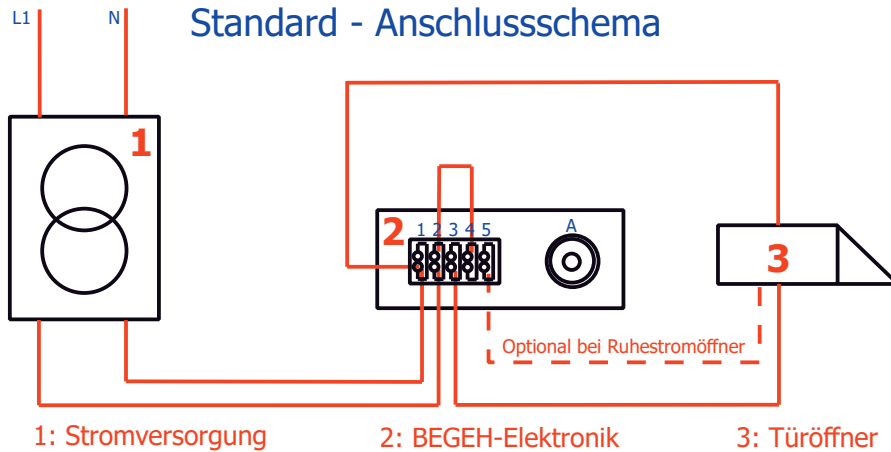 L1 N Standard - Anschlussschema
1
2 1 2 3 4 5 A
3
Optional bei Ruhestromöffner
1: Stromversorgung 2: BEGEH-Elektronik 3: Türöffner